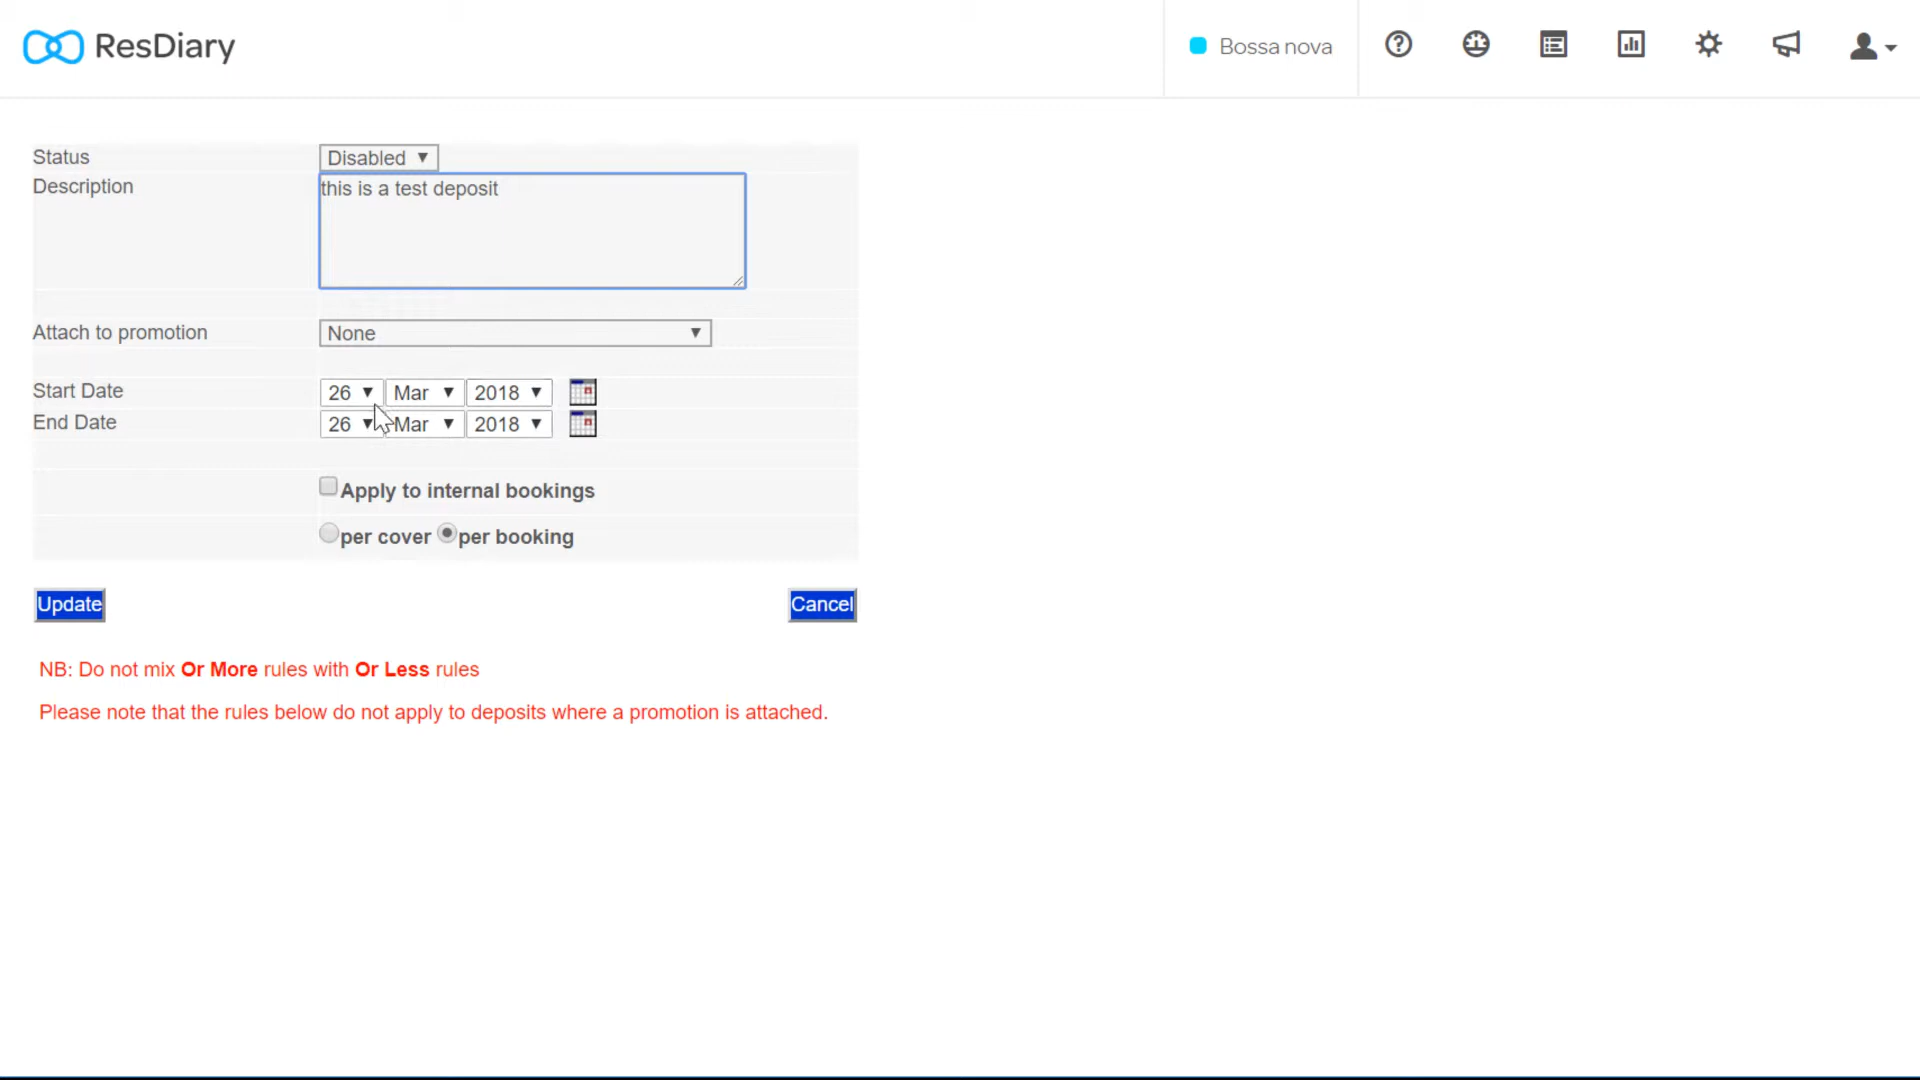 ResDiary
Bossa nova
Status Disabled
Description this is a test deposit
Attach to promotion None
Start Date 26 Mar 2018
End Date 26 Mar 2018
Apply to internal bookings
per cover per booking
Update Cancel
NB: Do not mix Or More rules with Or Less rules
Please note that the rules below do not apply to deposits where a promotion is attached.